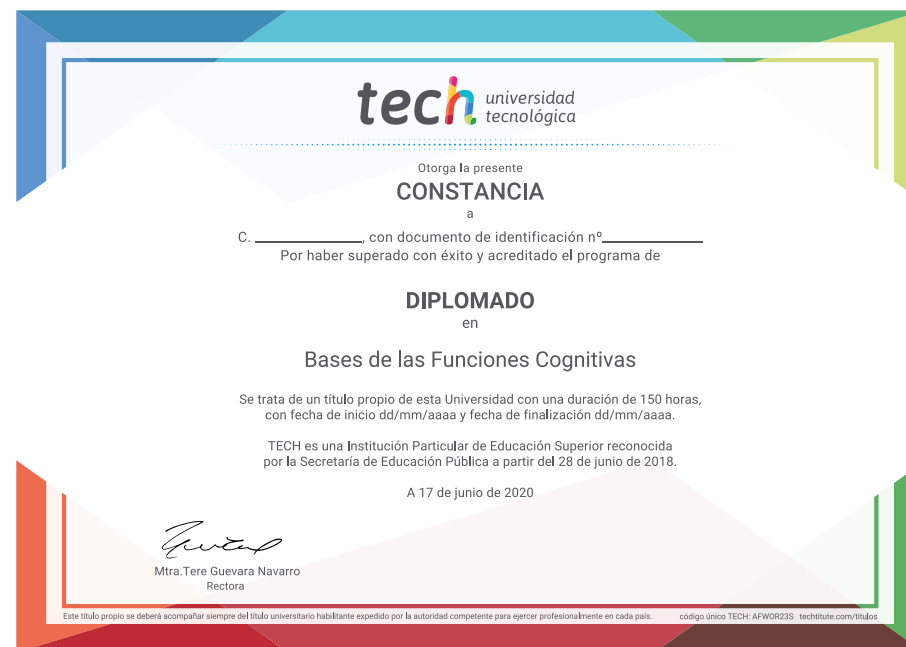 tech universidad
tecnológica
Otorga la presente
CONSTANCIA
a
C. ____________, con documento de identificación nº____________
Por haber superado con éxito y acreditado el programa de
DIPLOMADO
en
Bases de las Funciones Cognitivas
Se trata de un título propio de esta Universidad con una duración de 150 horas,
con fecha de inicio dd/mm/aaaa y fecha de finalización dd/mm/aaaa.
TECH es una Institución Particular de Educación Superior reconocida
por la Secretaría de Educación Pública a partir del 28 de junio de 2018.
A 17 de junio de 2020
Mtra.Tere Guevara Navarro
Rectora
Este título propio se deberá acompañar siempre del título universitario habilitante expedido por la autoridad competente para ejercer profesionalmente en cada país. código único TECH: AFWOR23S techtitute.com/titulos